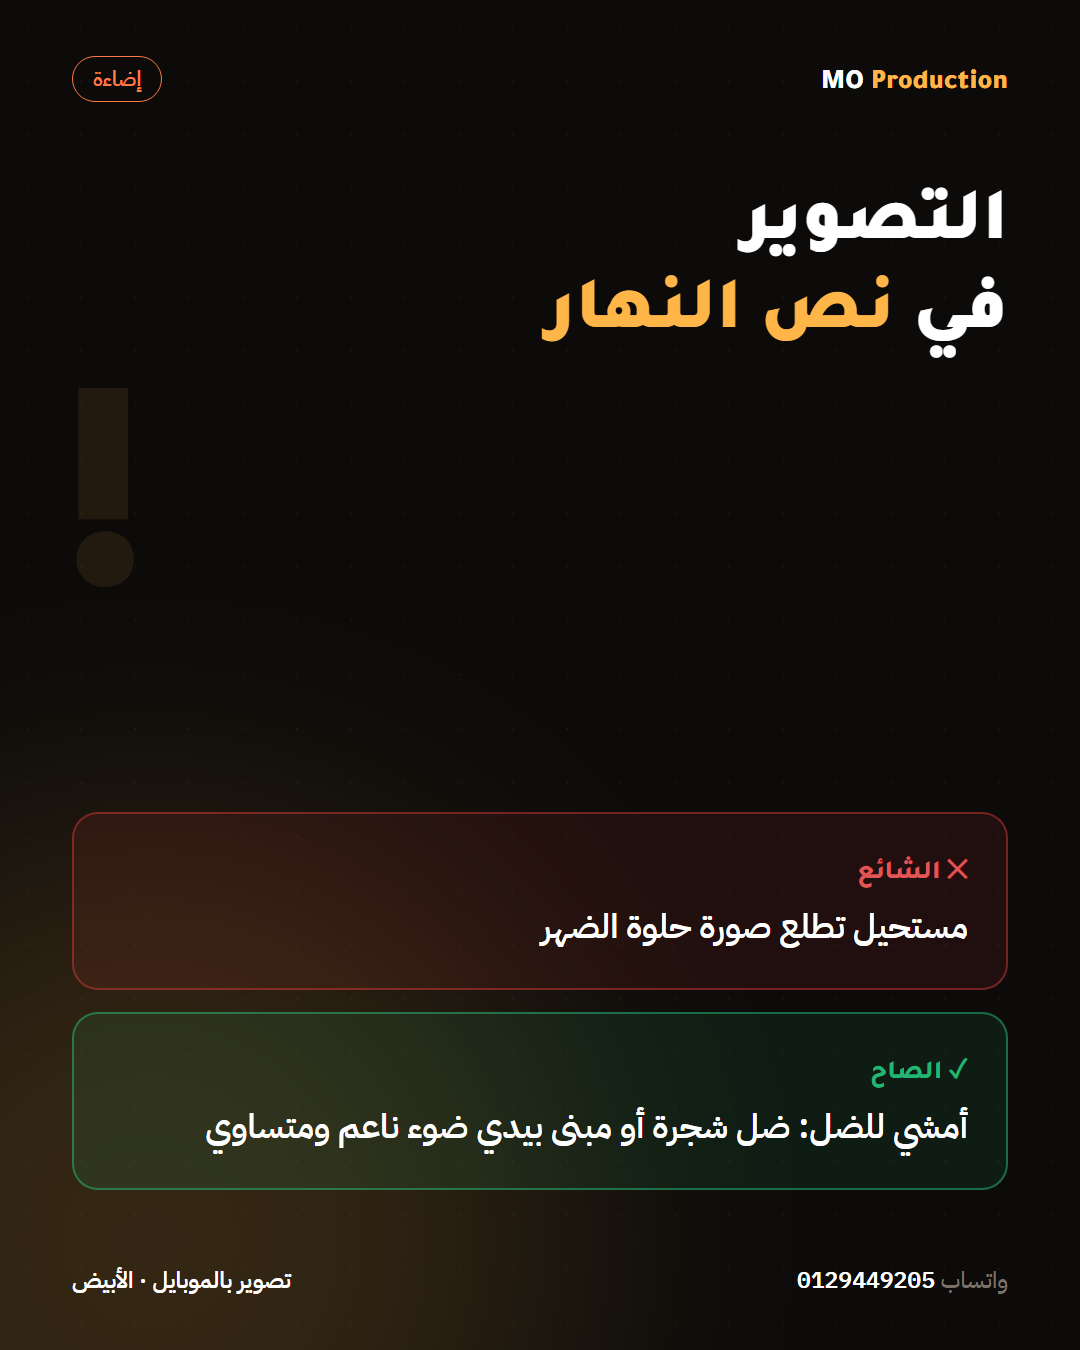 MO Production
إضاءة
التصوير
في نص النهار
!
✕ الشائع
مستحيل تطلع صورة حلوة الضهر
✓ الصاح
أمشي للضل: ضل شجرة أو مبنى بيدي ضوء ناعم ومتساوي
واتساب 0129449205
تصوير بالموبايل · الأبيض